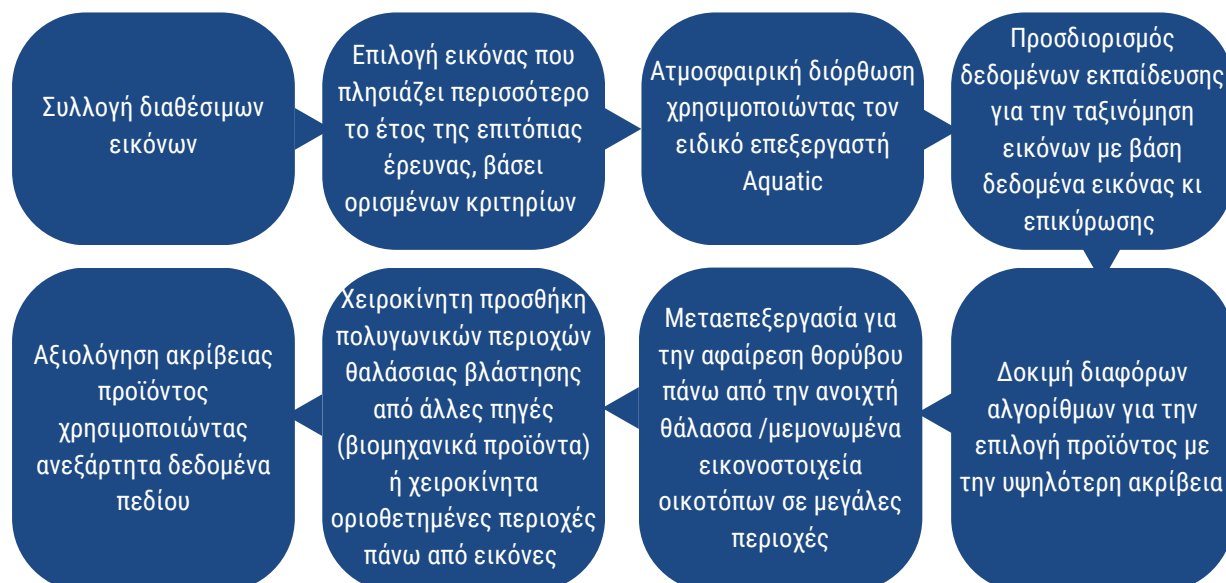 Συλλογή διαθέσιμων
εικόνων
Επιλογή εικόνας που
πλησιάζει περισσότερο
το έτος της επιτόπιας
έρευνας, βάσει
ορισμένων κριτηρίων
Ατμοσφαιρική διόρθωση
χρησιμοποιώντας τον
ειδικό επεξεργαστή
Aquatic
Προσδιορισμός
δεδομένων εκπαίδευσης
για την ταξινόμηση
εικόνων με βάση
δεδομένα εικόνας κι
επικύρωσης
Δοκιμή διαφόρων
αλγορίθμων για την
επιλογή προϊόντος με
την υψηλότερη ακρίβεια
Μεταεπεξεργασία για
την αφαίρεση θορύβου
πάνω από την ανοιχτή
θάλασσα /μεμονωμένα
εικονοστοιχεία
οικοτόπων σε μεγάλες
περιοχές
Χειροκίνητη προσθήκη
πολυγωνικών περιοχών
θαλάσσιας βλάστησης
από άλλες πηγές
(βιομηχανικά προϊόντα)
ή χειροκίνητα
οριοθετημένες περιοχές
πάνω από εικόνες
Αξιολόγηση ακρίβειας
προϊόντος
χρησιμοποιώντας
ανεξάρτητα δεδομένα
πεδίου